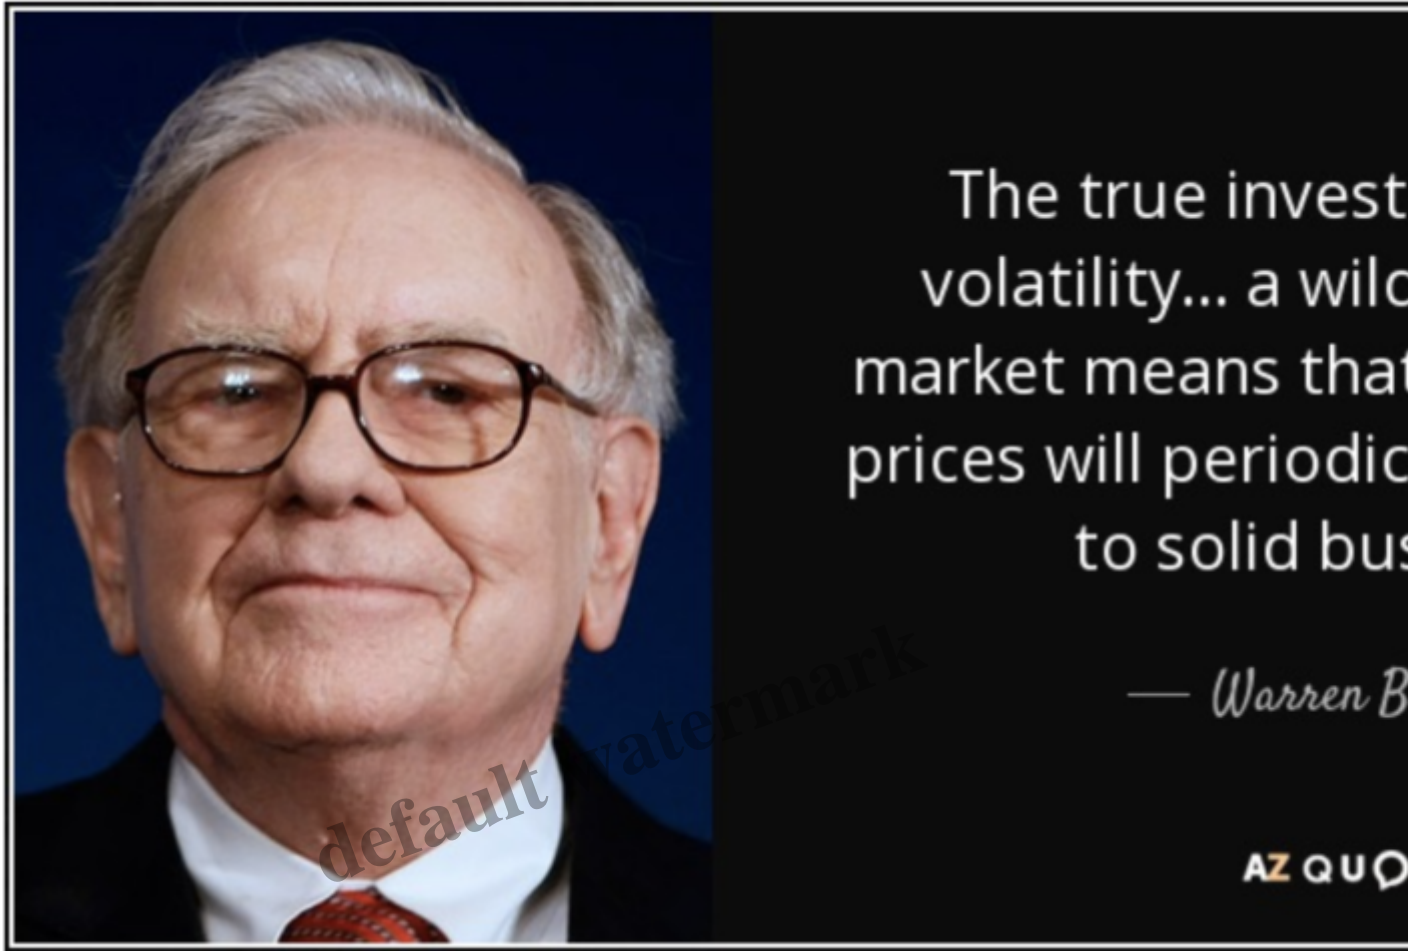 The true invest
volatility... a wild
market means that
prices will periodic
to solid bus
— Warren B
AZ QUO
default watermark